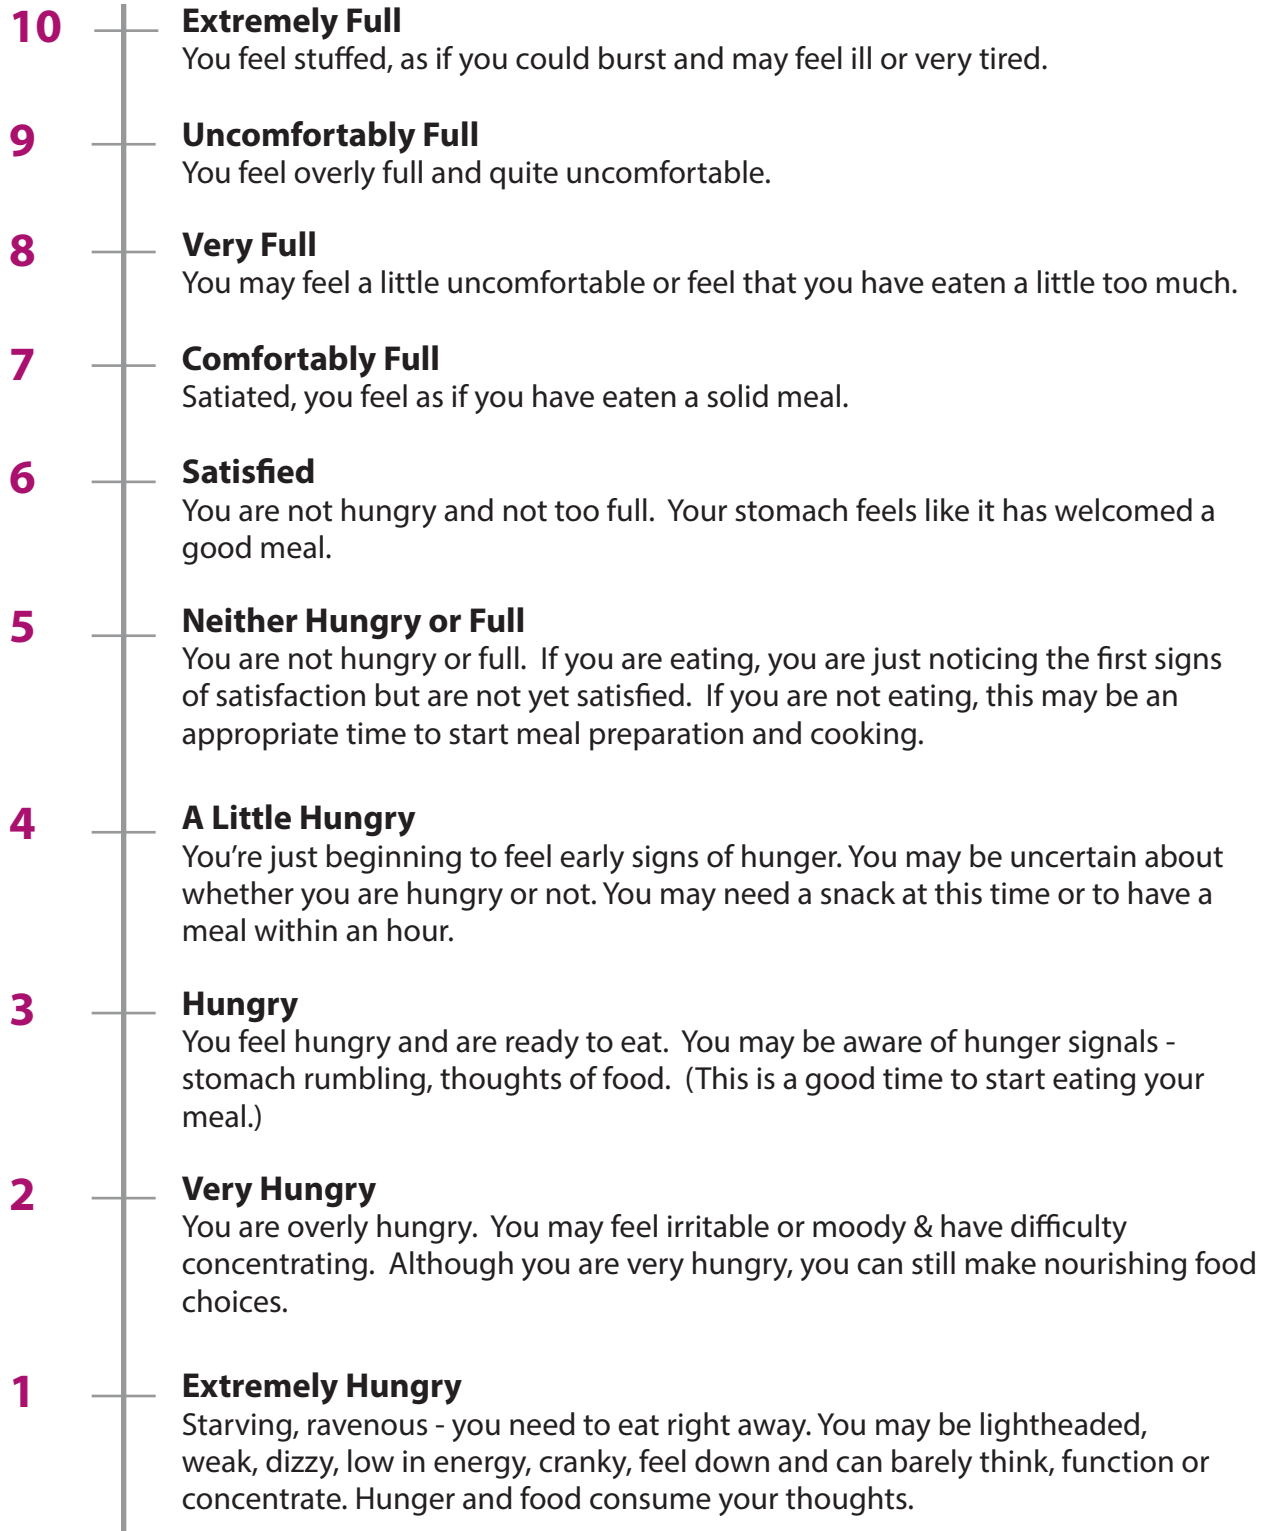 10
Extremely Full
You feel stuffed, as if you could burst and may feel ill or very tired.
9
Uncomfortably Full
You feel overly full and quite uncomfortable.
8
Very Full
You may feel a little uncomfortable or feel that you have eaten a little too much.
7
Comfortably Full
Satiated, you feel as if you have eaten a solid meal.
6
Satisfied
You are not hungry and not too full.  Your stomach feels like it has welcomed a
good meal.
5
Neither Hungry or Full
You are not hungry or full.  If you are eating, you are just noticing the first signs
of satisfaction but are not yet satisfied.  If you are not eating, this may be an
appropriate time to start meal preparation and cooking.
4
A Little Hungry
You’re just beginning to feel early signs of hunger. You may be uncertain about
whether you are hungry or not. You may need a snack at this time or to have a
meal within an hour.
3
Hungry
You feel hungry and are ready to eat.  You may be aware of hunger signals -
stomach rumbling, thoughts of food.  (This is a good time to start eating your
meal.)
2
Very Hungry
You are overly hungry.  You may feel irritable or moody & have difficulty
concentrating.  Although you are very hungry, you can still make nourishing food
choices.
1
Extremely Hungry
Starving, ravenous - you need to eat right away. You may be lightheaded,
weak, dizzy, low in energy, cranky, feel down and can barely think, function or
concentrate. Hunger and food consume your thoughts.